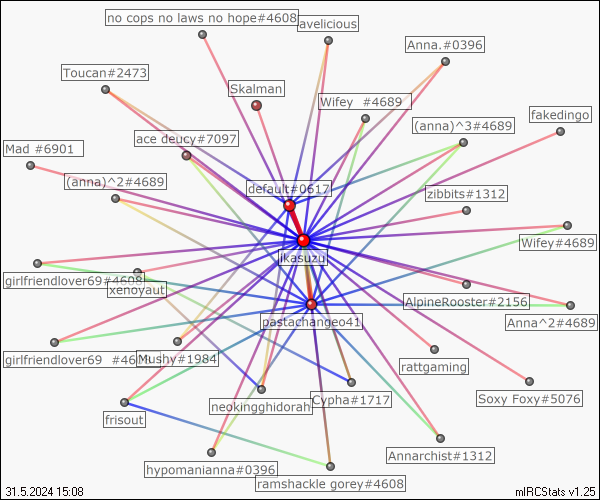 no cops no laws no hope#4608
avelicious
Anna.#0396
Toucan#2473
Skalman
Wifey #4689
fakedingo
ace deucy#7097
(anna)^3#4689
Mad #6901
(anna)^2#4689
default#0617
zibbits#1312
Wifey#4689
ikasuzu
girlfriendlover69#4608
xenoyaut
AlpineRooster#2156
pastachangeo41
Anna^2#4689
girlfriendlover69
Mushy#1984
rattgaming
neokingghidorah
Cypha#1717
Soxy Foxy#5076
frisout
Annarchist#1312
hypomanianna#0396
ramshackle gorey#4608
31.5.2024 15:08
mIRCStats v1.25